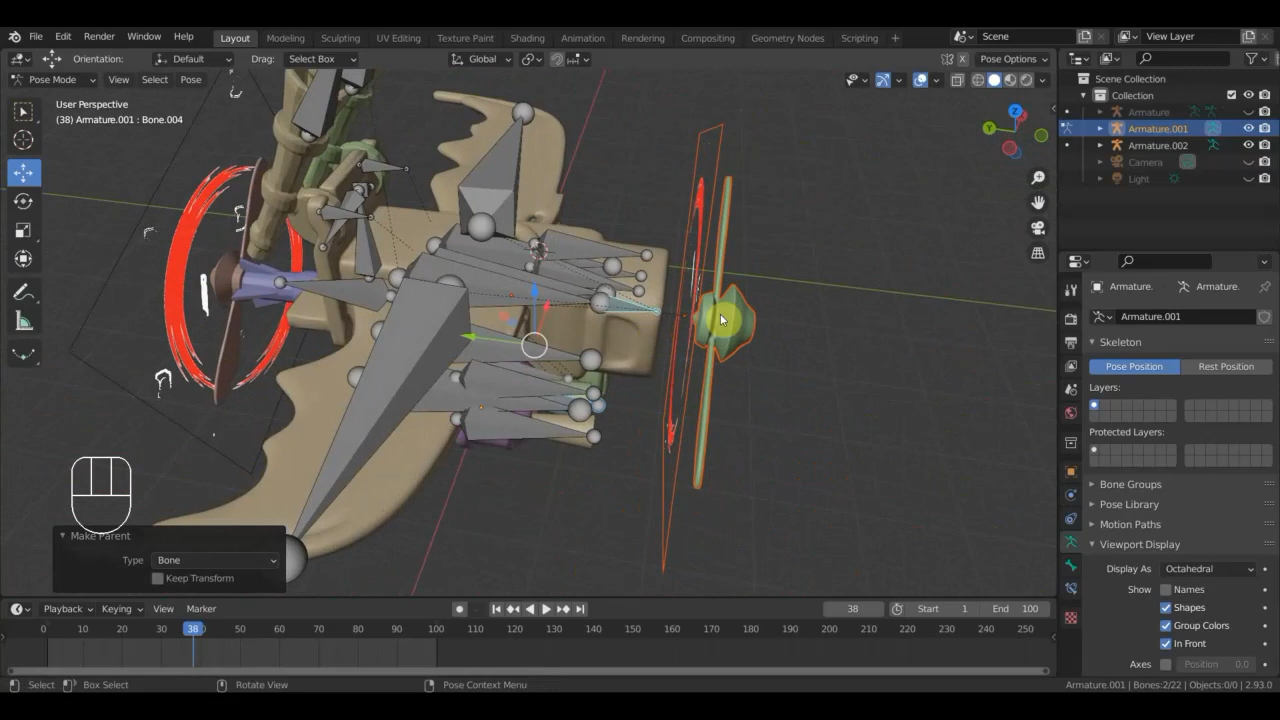 File Edit Render Window Help Layout Modeling Sculpting UV Editing Texture Paint Shading Animation Rendering Compositing Geometry Nodes Scripting + Scene View Layer
Orientation: Default Drag: Select Box Global X Pose Options
Pose Mode View Select Pose
User Perspective
(38) Armature.001 : Bone.004
Z
Y
Scene Collection
Collection
Armature
Armature.001
Armature.002
Camera
Light
Armature. Armature.
Armature.001
Skeleton
Pose Position Rest Position
Layers:
Protected Layers:
Bone Groups
Pose Library
Motion Paths
Viewport Display
Display As Octahedral
Show Names
Shapes
Group Colors
In Front
Axes Position 0.0
Make Parent
Type Bone
Keep Transform
Playback Keying View Marker 38 Start 1 End 100
0 10 20 30 38 50 60 70 80 90 100 110 120 130 140 150 160 170 180 190 200 210 220 230 240 250
Select Box Select Rotate View Pose Context Menu Armature.001 | Bones:2/22 | Objects:0/0 | 2.93.0